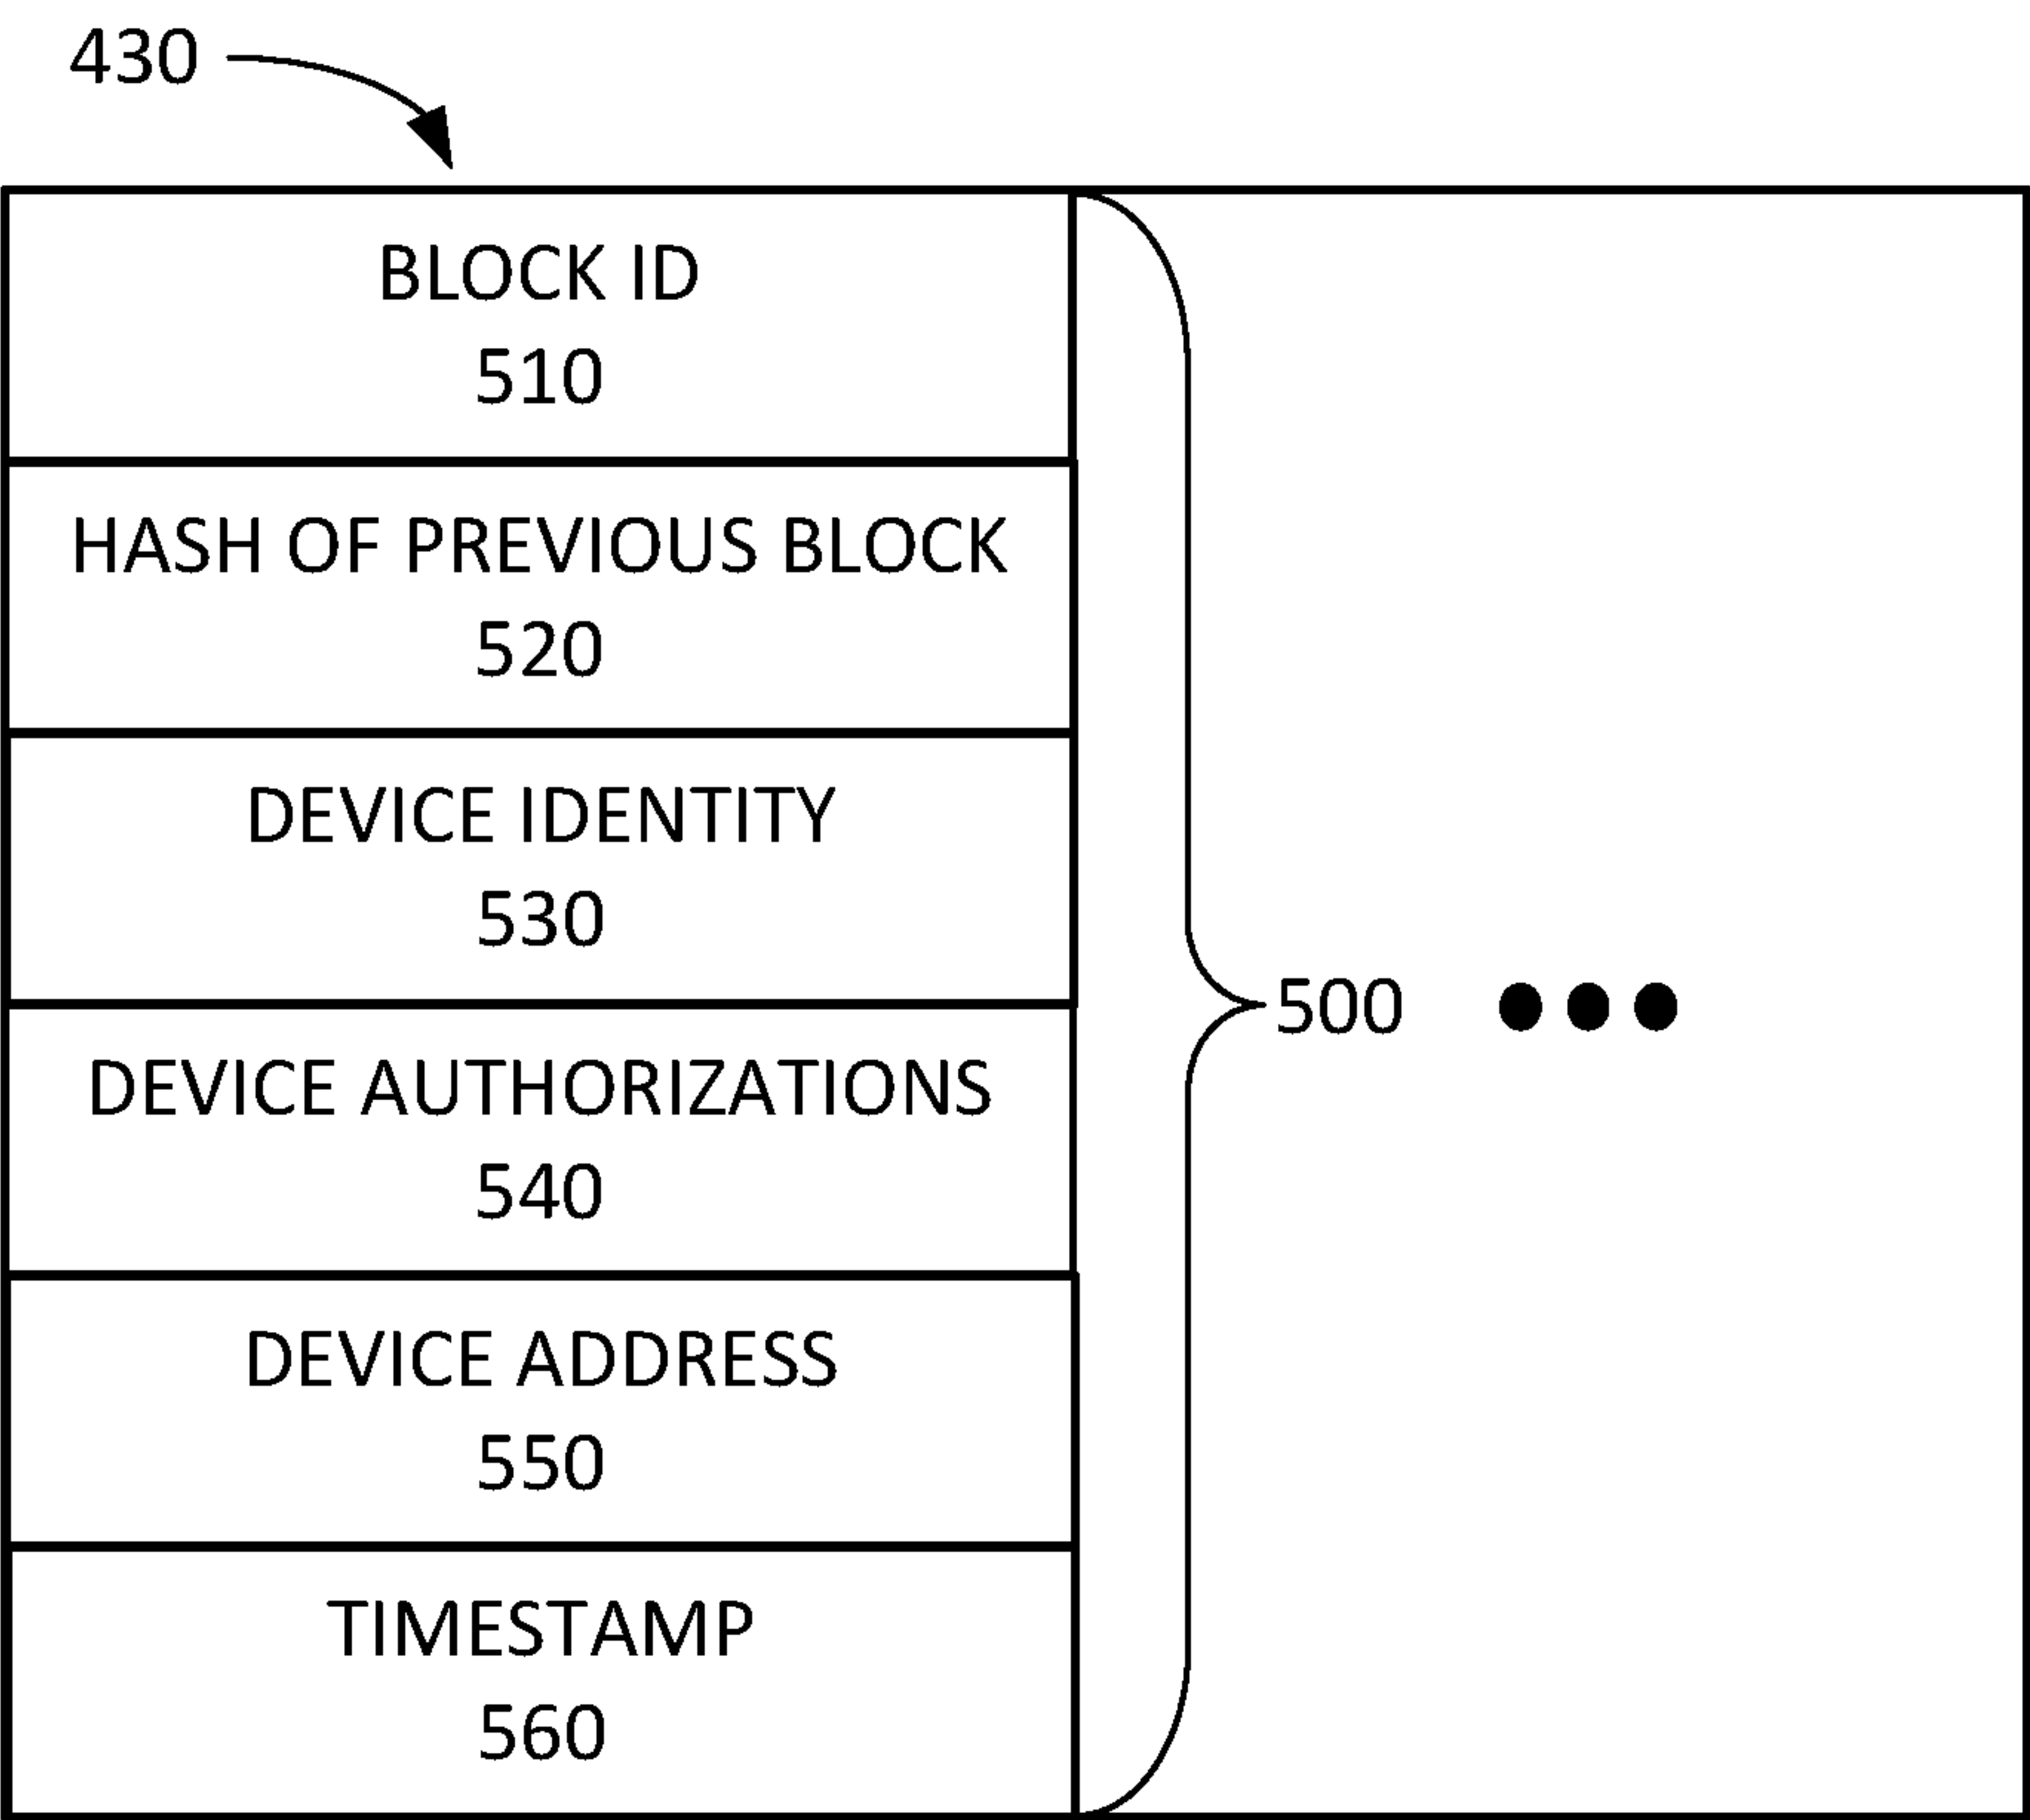 430
BLOCK ID
510
HASH OF PREVIOUS BLOCK
520
DEVICE IDENTITY
530
DEVICE AUTHORIZATIONS
540
DEVICE ADDRESS
550
TIMESTAMP
560
500